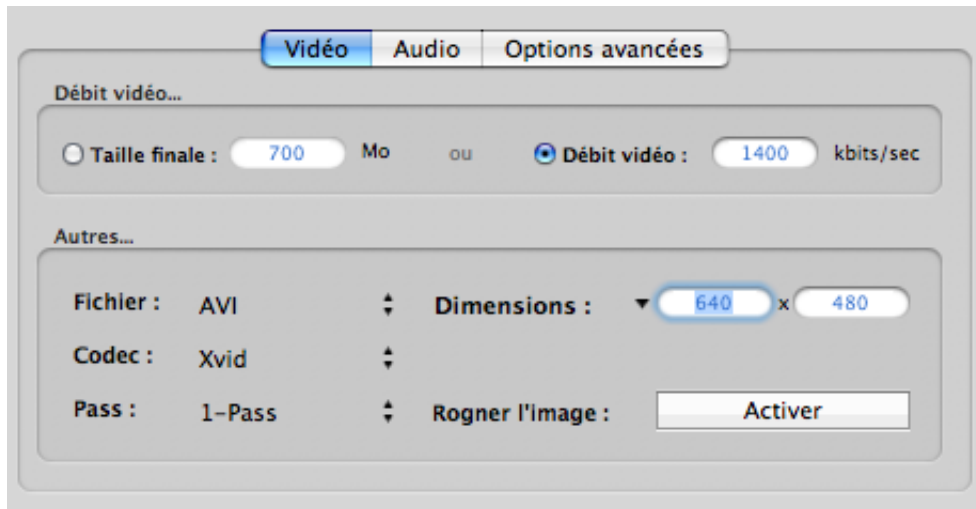 Vidéo Audio Options avancées
Débit vidéo...
Taille finale : 700 Mo ou Débit vidéo : 1400 kbits/sec
Autres...
Fichier : AVI Dimensions : 640 x 480
Codec : Xvid
Pass : 1-Pass Rogner l'image : Activer